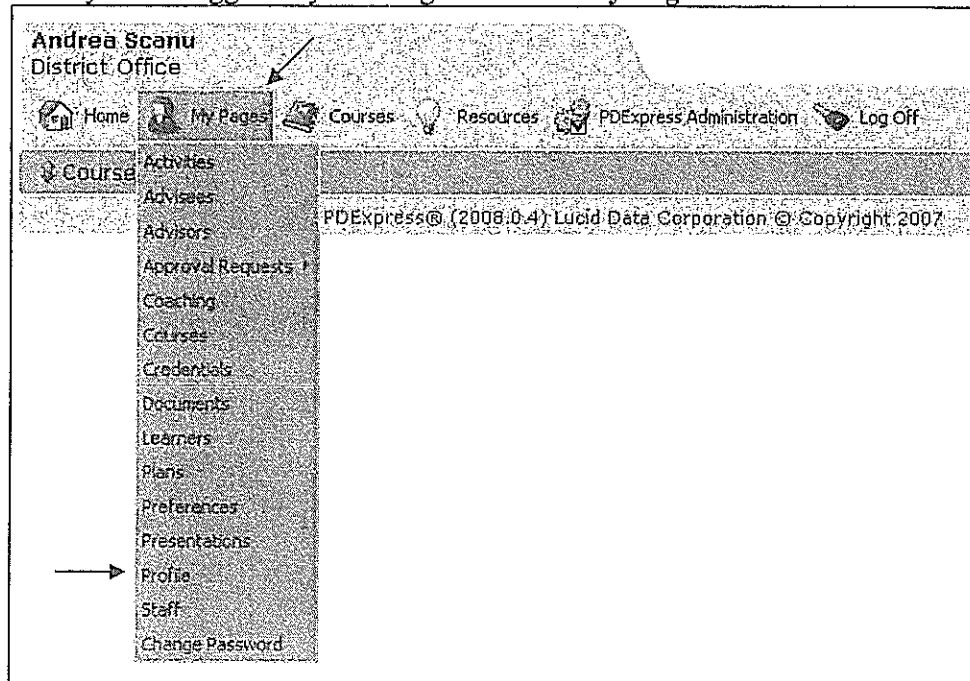 Andrea Scanu
District Office
Home My Pages Courses Resources PDExpress Administration Log Off
Course
PDExpress® (2008.0.4) Lucid Data Corporation © Copyright 2007
Activities
Advisees
Advisors
Approval Requests
Coaching
Courses
Credentials
Documents
Learners
Plans
Preferences
Presentations
Profile
Staff
Change Password